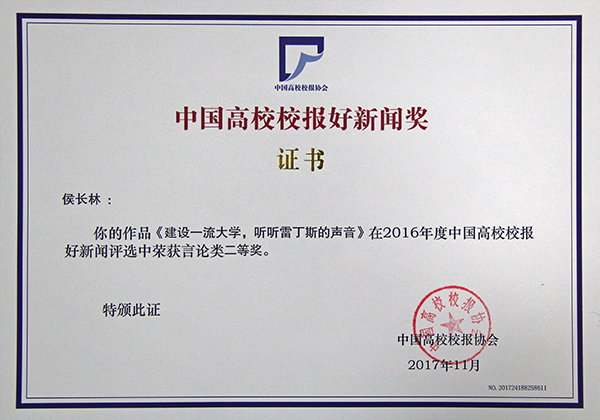 中国高校校报协会
中国高校校报好新闻奖
证书
侯长林：
你的作品《建设一流大学，听听雷丁斯的声音》在2016年度中国高校校报
好新闻评选中荣获言论类二等奖。
特颁此证
中国高校校报协会
中国高校校报协会
2017年11月
NO. 201724188258611